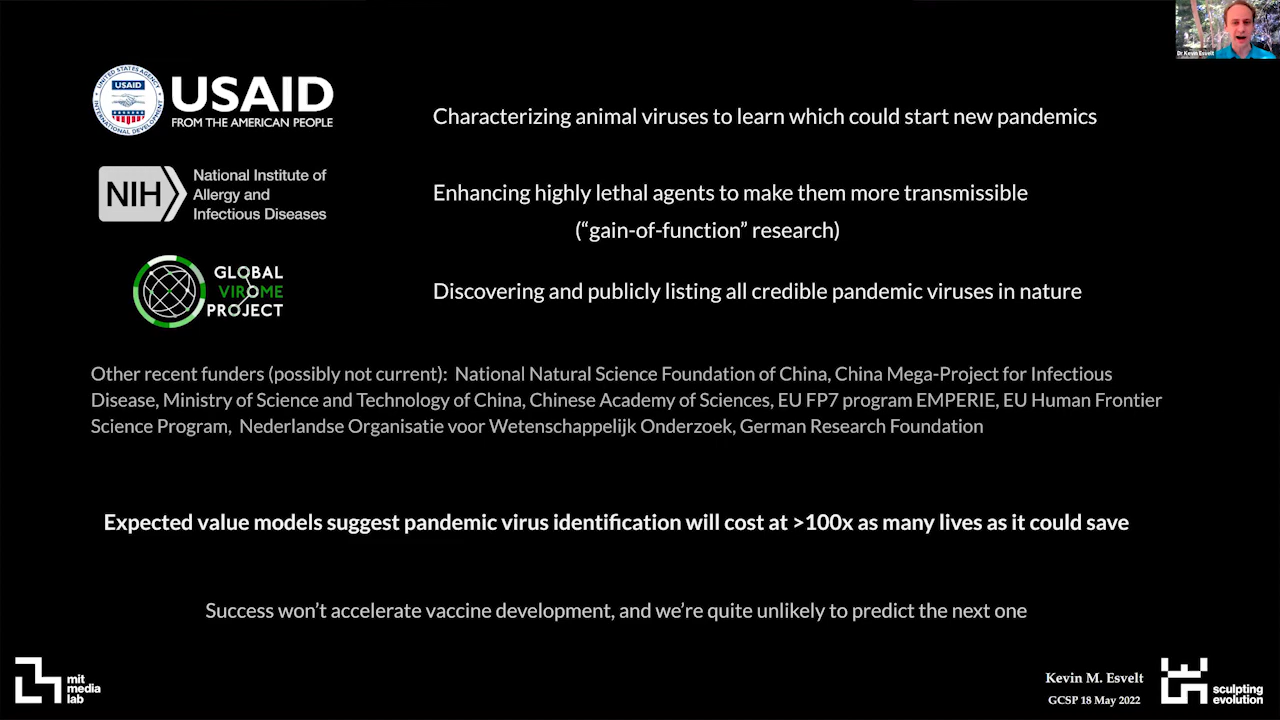 Dr Kevin Esvelt
UNITED STATES AGENCY
USAID
INTERNATIONAL DEVELOPMENT
USAID
FROM THE AMERICAN PEOPLE
Characterizing animal viruses to learn which could start new pandemics
NIH
National Institute of
Allergy and
Infectious Diseases
Enhancing highly lethal agents to make them more transmissible
(“gain-of-function” research)
GLOBAL
VIROME
PROJECT
Discovering and publicly listing all credible pandemic viruses in nature
Other recent funders (possibly not current):  National Natural Science Foundation of China, China Mega-Project for Infectious
Disease, Ministry of Science and Technology of China, Chinese Academy of Sciences, EU FP7 program EMPERIE, EU Human Frontier
Science Program,  Nederlandse Organisatie voor Wetenschappelijk Onderzoek, German Research Foundation
Expected value models suggest pandemic virus identification will cost at >100x as many lives as it could save
Success won’t accelerate vaccine development, and we’re quite unlikely to predict the next one
mit
media
lab
Kevin M. Esvelt
GCSP 18 May 2022
sculpting
evolution